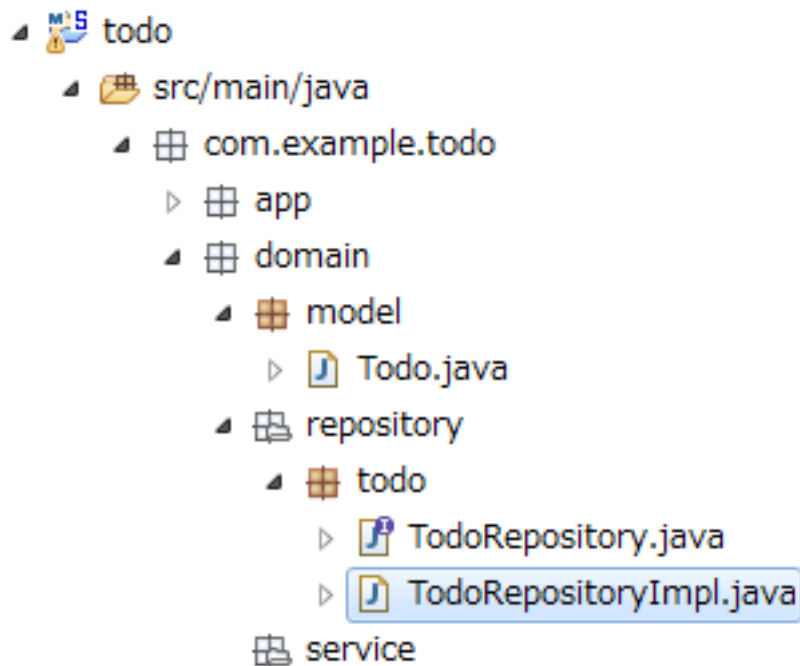 todo
src/main/java
com.example.todo
app
domain
model
Todo.java
repository
todo
TodoRepository.java
TodoRepositoryImpl.java
service